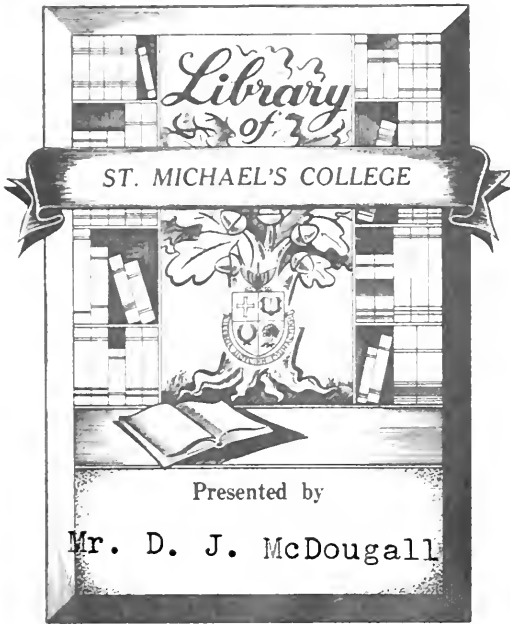 Library
of
ST. MICHAEL'S COLLEGE
Presented by
Mr. D. J. McDougall